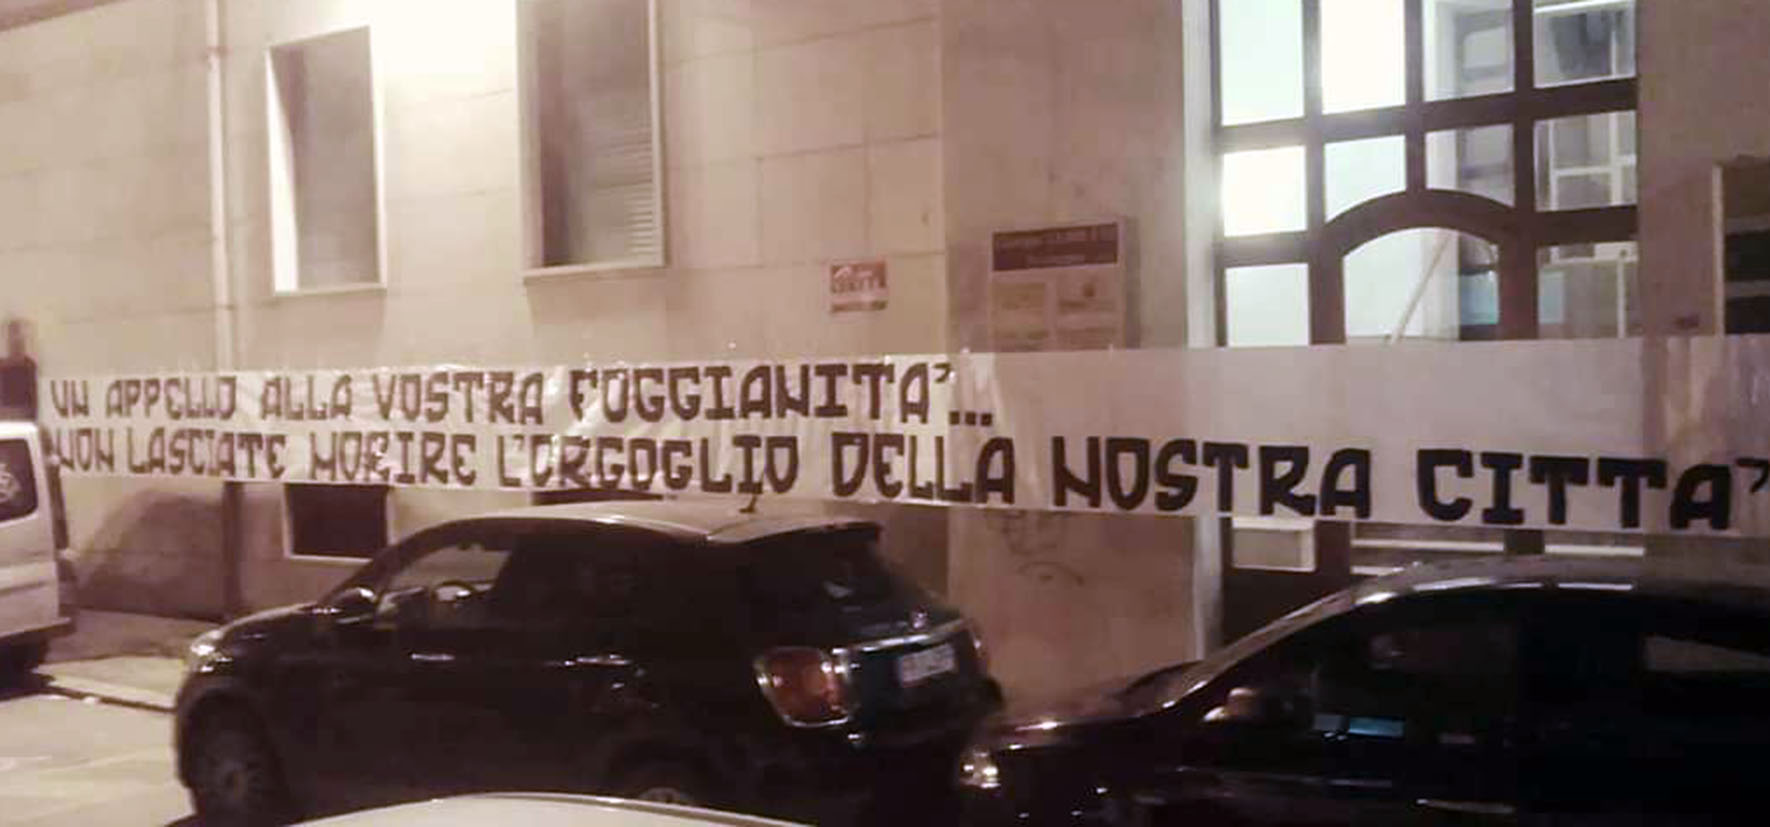 UN APPELLO ALLA VOSTRA FOGGIANITA'...
NON LASCIATE MORIRE L'ORGOGLIO DELLA NOSTRA CITTA'